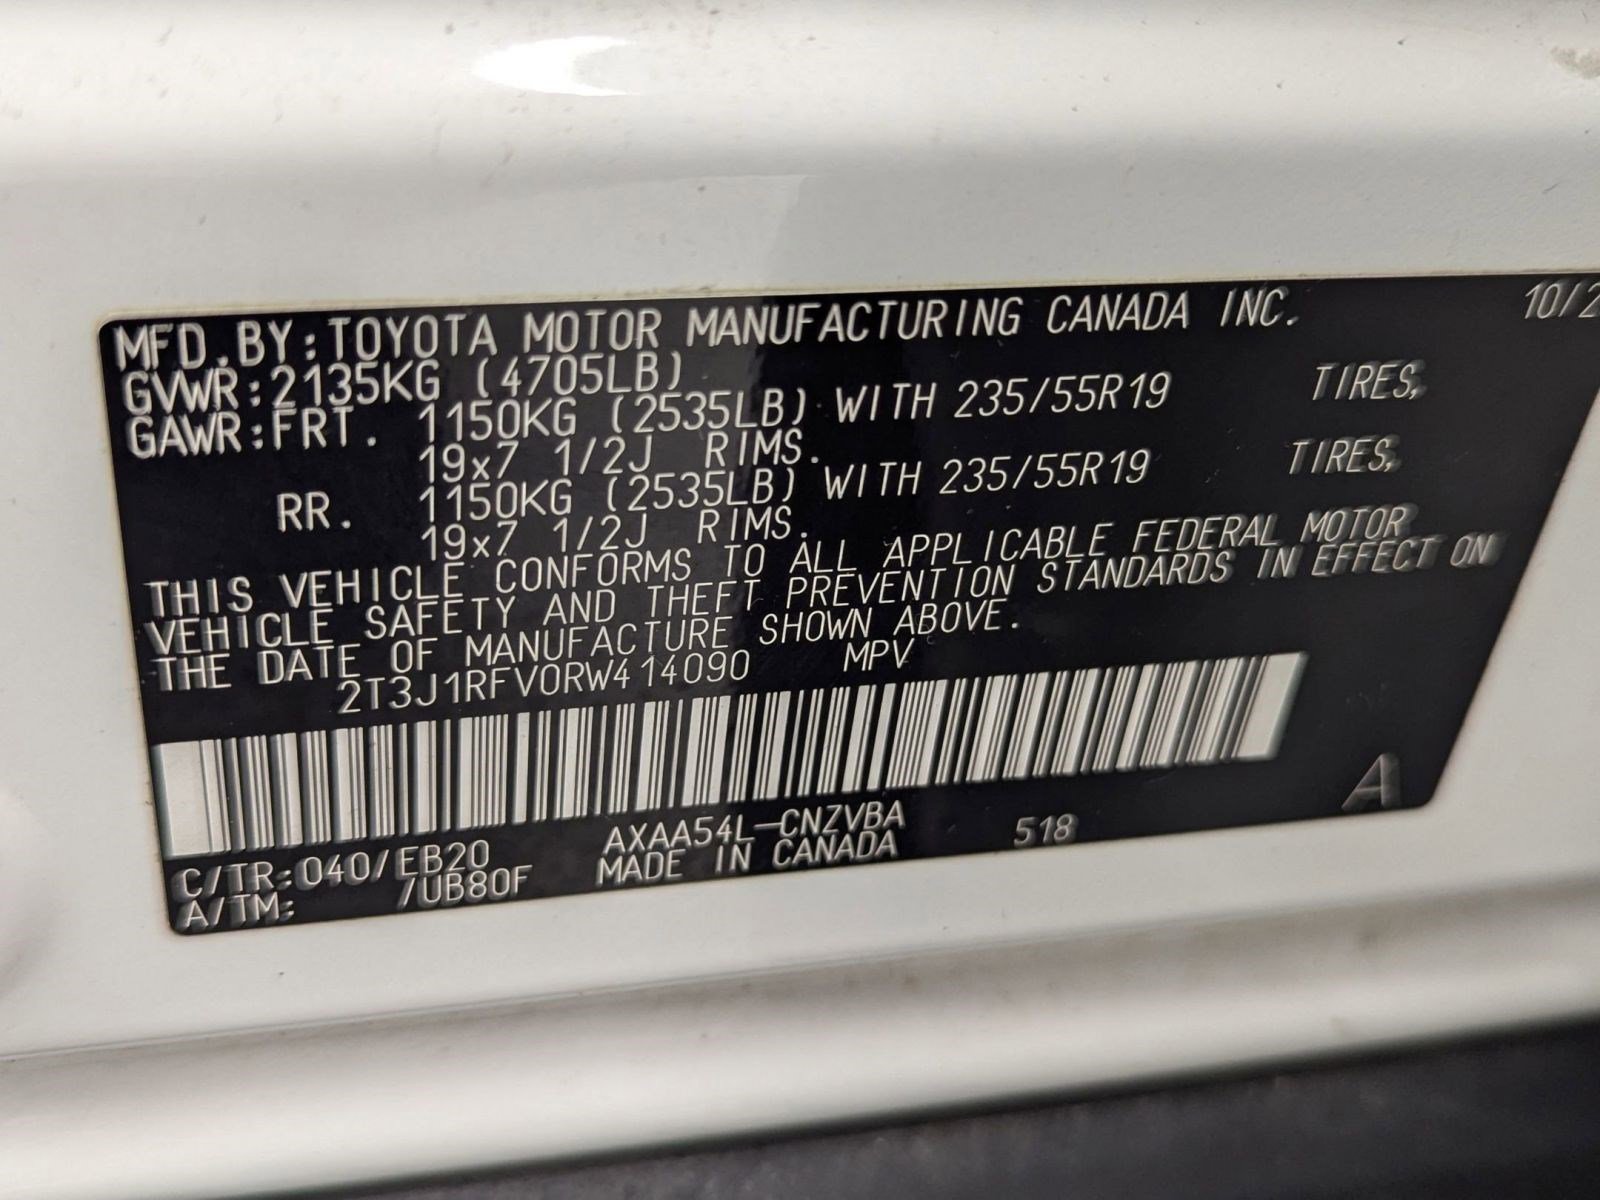 MFD.BY:TOYOTA MOTOR MANUFACTURING CANADA INC. 10/2
GVWR:2135KG (4705LB)
GAWR:FRT. 1150KG (2535LB) WITH 235/55R19 TIRES,
19x7 1/2J RIMS.
RR. 1150KG (2535LB) WITH 235/55R19 TIRES,
19x7 1/2J RIMS.
THIS VEHICLE CONFORMS TO ALL APPLICABLE FEDERAL MOTOR
VEHICLE SAFETY AND THEFT PREVENTION STANDARDS IN EFFECT ON
THE DATE OF MANUFACTURE SHOWN ABOVE.
2T3J1RFV0RW414090 MPV
A
C/TR:040/EB20 AXAA54L-CNZVBA 518
A/TM: /UB80F MADE IN CANADA